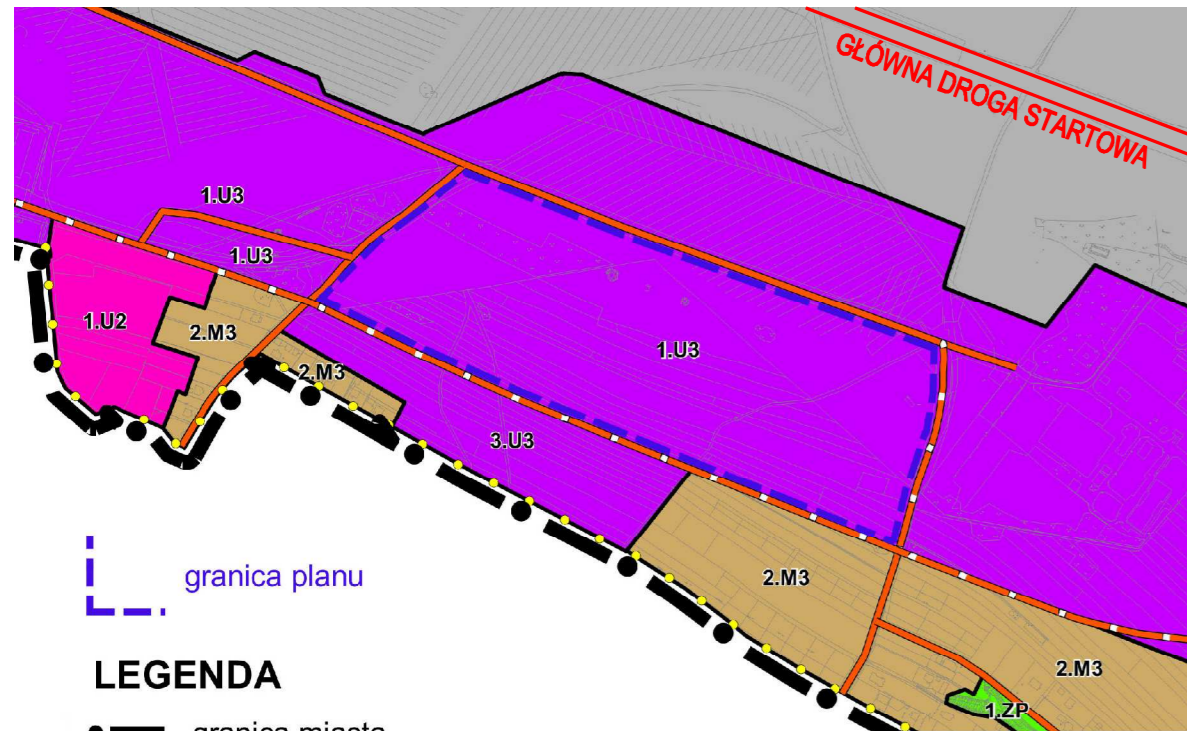 GŁÓWNA DROGA STARTOWA
1.U3
1.U3
1.U2
2.M3
2.M3
1.U3
3.U3
2.M3
2.M3
1.ZP
granica planu
LEGENDA
granica miasta